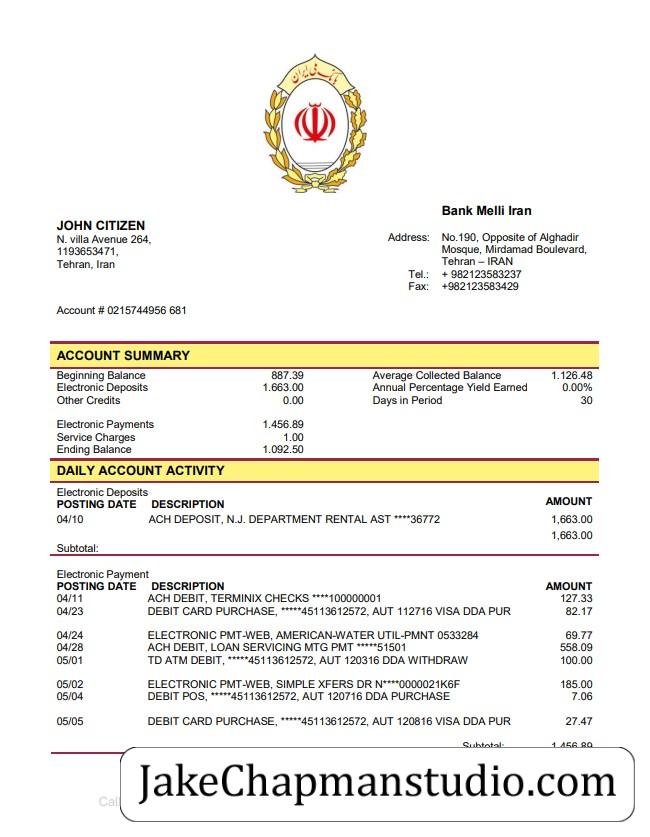 بانک ملی ایران
Bank Melli Iran
JOHN CITIZEN
N. villa Avenue 264,
1193653471,
Tehran, Iran
Address: No.190, Opposite of Alghadir
Mosque, Mirdamad Boulevard,
Tehran – IRAN
Tel.: + 982123583237
Fax: +982123583429
Account # 0215744956 681
ACCOUNT SUMMARY
Beginning Balance 887.39 Average Collected Balance 1.126.48
Electronic Deposits 1.663.00 Annual Percentage Yield Earned 0.00%
Other Credits 0.00 Days in Period 30
Electronic Payments 1.456.89
Service Charges 1.00
Ending Balance 1.092.50
DAILY ACCOUNT ACTIVITY
Electronic Deposits
POSTING DATE DESCRIPTION AMOUNT
04/10 ACH DEPOSIT, N.J. DEPARTMENT RENTAL AST ****36772 1,663.00
1,663.00
Subtotal:
Electronic Payment
POSTING DATE DESCRIPTION AMOUNT
04/11 ACH DEBIT, TERMINIX CHECKS ****100000001 127.33
04/23 DEBIT CARD PURCHASE, *****45113612572, AUT 112716 VISA DDA PUR 82.17
04/24 ELECTRONIC PMT-WEB, AMERICAN-WATER UTIL-PMNT 0533284 69.77
04/28 ACH DEBIT, LOAN SERVICING MTG PMT *****51501 558.09
05/01 TD ATM DEBIT, *****45113612572, AUT 120316 DDA WITHDRAW 100.00
05/02 ELECTRONIC PMT-WEB, SIMPLE XFERS DR N****0000021K6F 185.00
05/04 DEBIT POS, *****45113612572, AUT 120716 DDA PURCHASE 7.06
05/05 DEBIT CARD PURCHASE, *****45113612572, AUT 120816 VISA DDA PUR 27.47
Subtotal: 1,456.89
JakeChapmanstudio.com